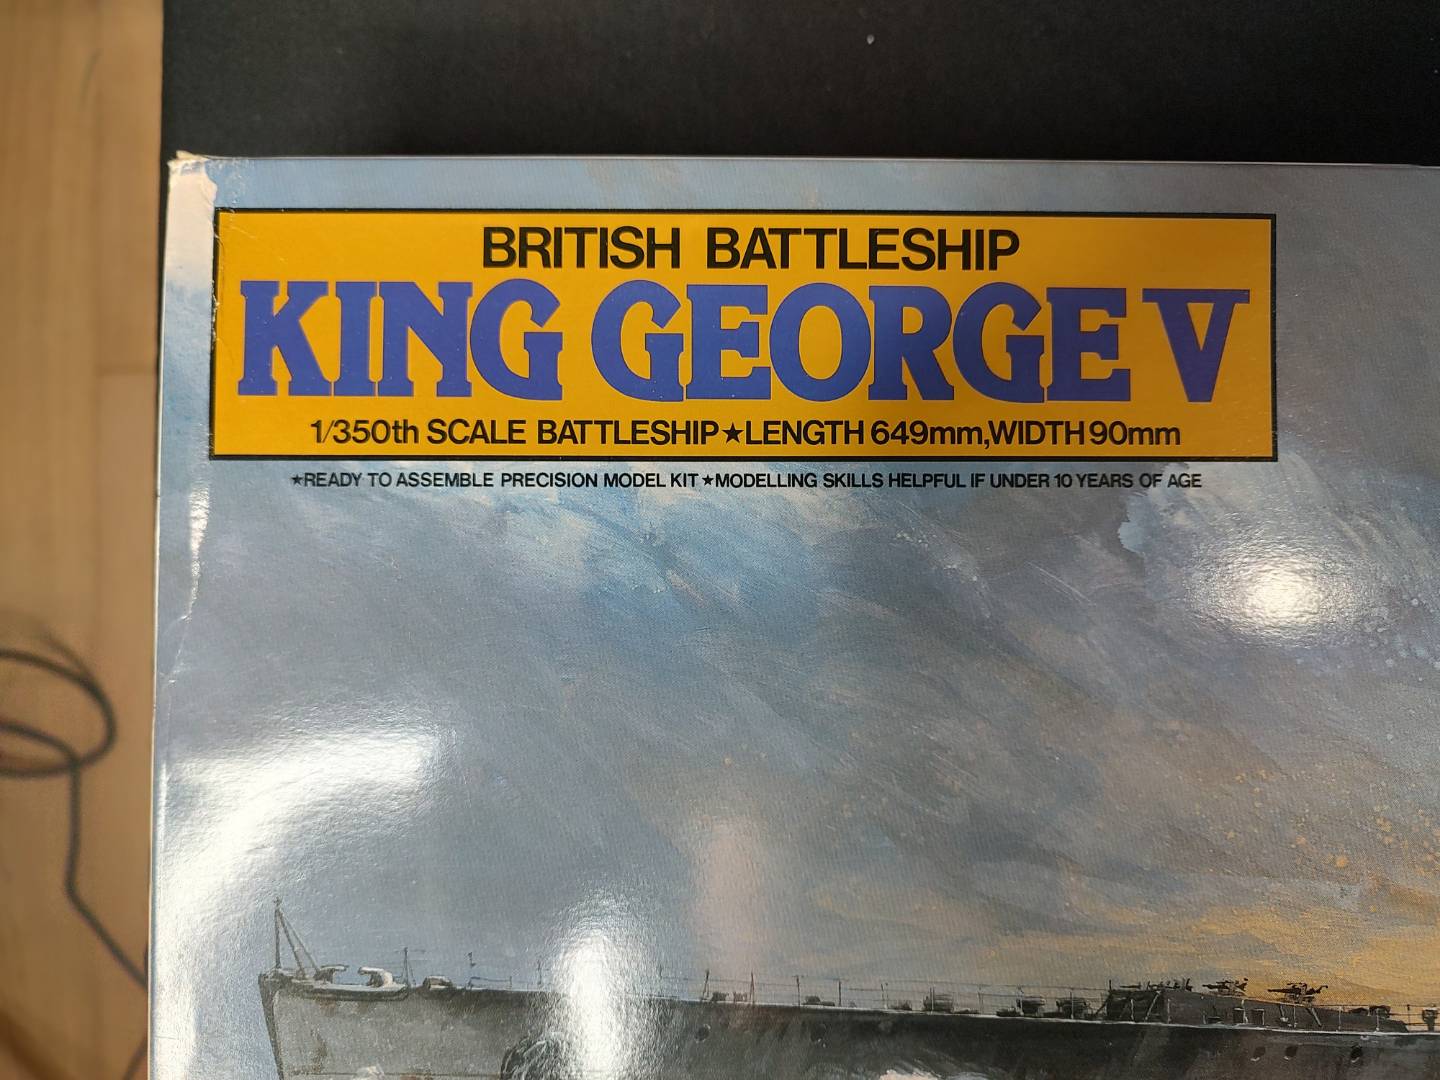 BRITISH BATTLESHIP
KING GEORGE V
1/350th SCALE BATTLESHIP★LENGTH 649mm,WIDTH 90mm
★READY TO ASSEMBLE PRECISION MODEL KIT ★MODELLING SKILLS HELPFUL IF UNDER 10 YEARS OF AGE